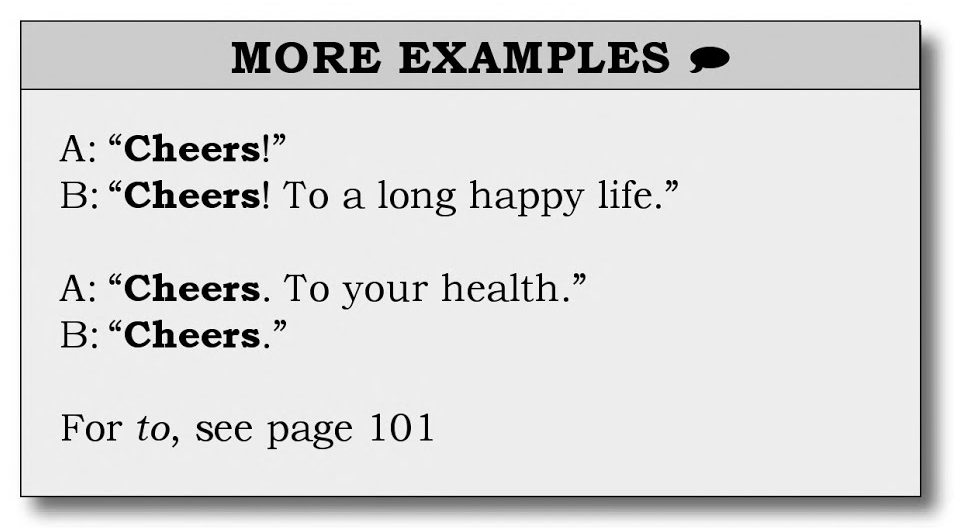 MORE EXAMPLES
A: “Cheers!”
B: “Cheers! To a long happy life.”
A: “Cheers. To your health.”
B: “Cheers.”
For to, see page 101